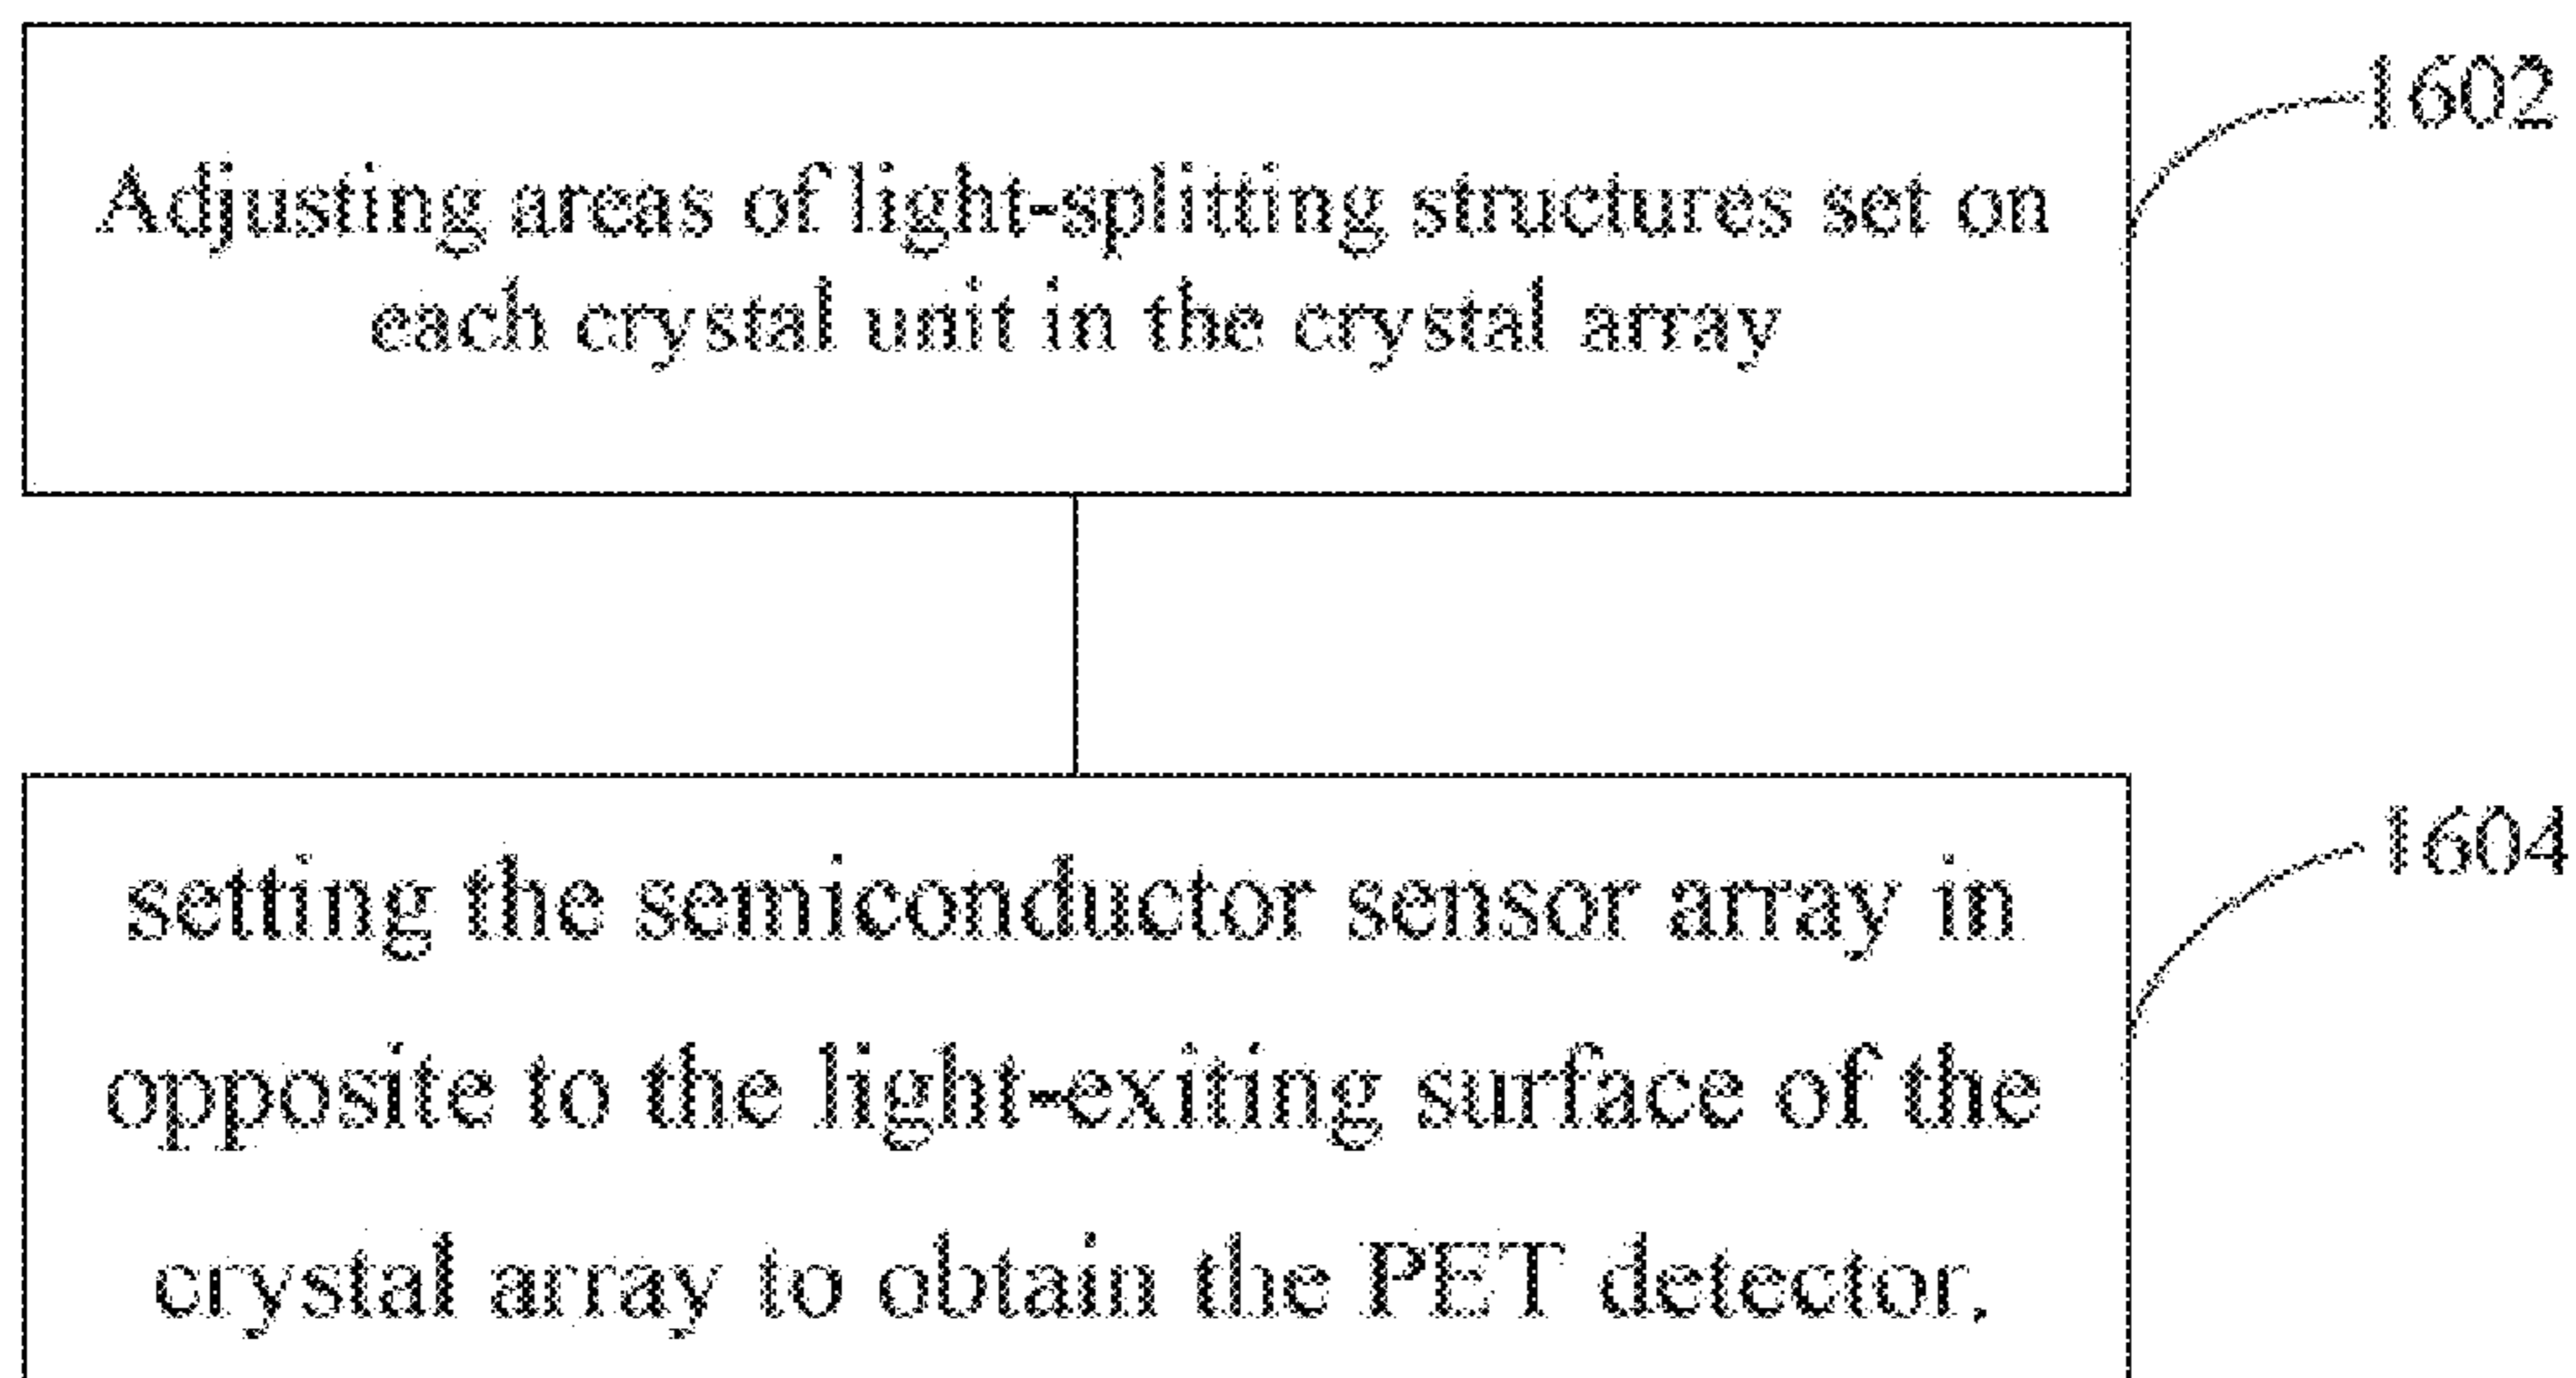 1602
Adjusting areas of light-splitting structures set on
each crystal unit in the crystal array
1604
setting the semiconductor sensor array in
opposite to the light-exiting surface of the
crystal array to obtain the PET detector.